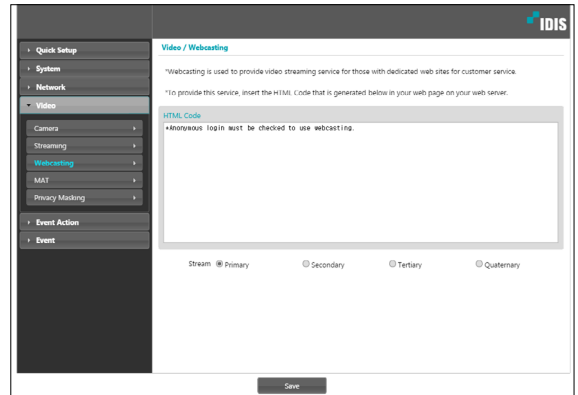 IDIS
Quick Setup
System
Network
Video
Camera
Streaming
Webcasting
MAT
Privacy Masking
Event Action
Event
Video / Webcasting
*Webcasting is used to provide video streaming service for those with dedicated web sites for customer service.
*To provide this service, insert the HTML Code that is generated below in your web page on your web server.
HTML Code
*Anonymous login must be checked to use webcasting.
Stream Primary Secondary Tertiary Quaternary
Save